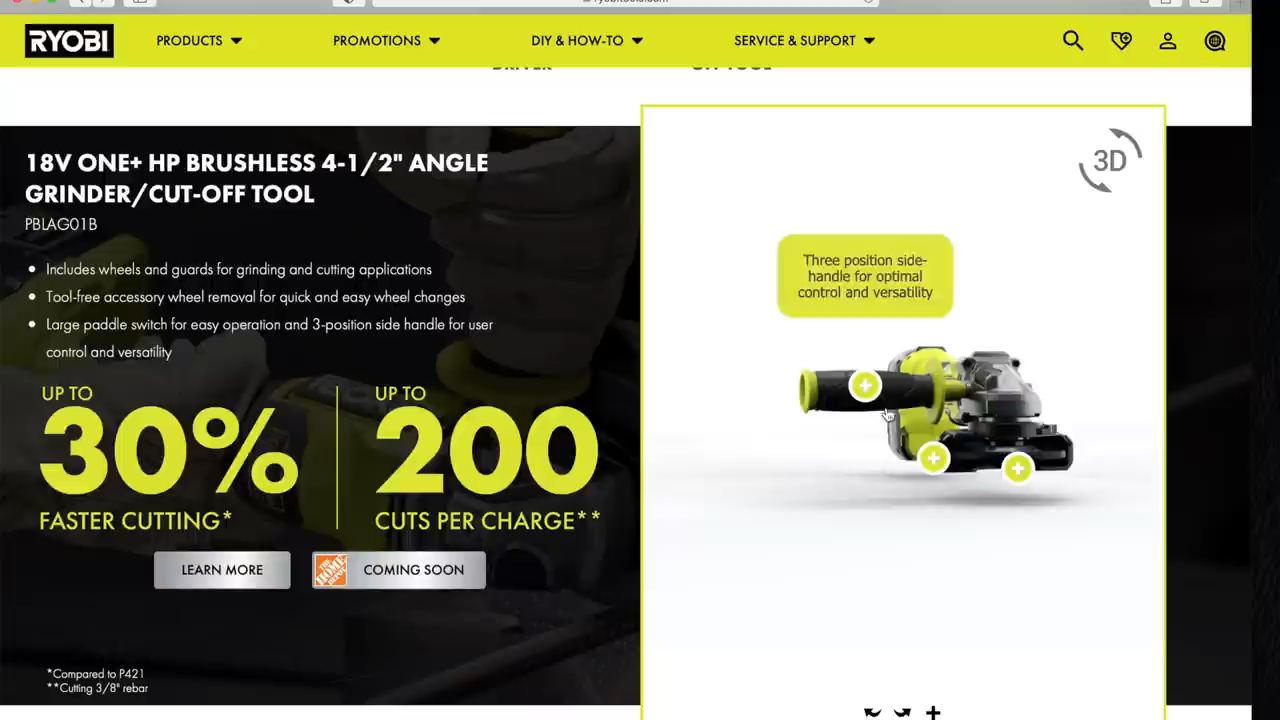 RYOBI
PRODUCTS
PROMOTIONS
DIY & HOW-TO
SERVICE & SUPPORT
18V ONE+ HP BRUSHLESS 4-1/2" ANGLE
GRINDER/CUT-OFF TOOL
PBLAG01B
Includes wheels and guards for grinding and cutting applications
Tool-free accessory wheel removal for quick and easy wheel changes
Large paddle switch for easy operation and 3-position side handle for user
control and versatility
UP TO
30%
FASTER CUTTING*
UP TO
200
CUTS PER CHARGE**
LEARN MORE
THE HOME DEPOT
COMING SOON
*Compared to P421
**Cutting 3/8" rebar
3D
Three position side-
handle for optimal
control and versatility